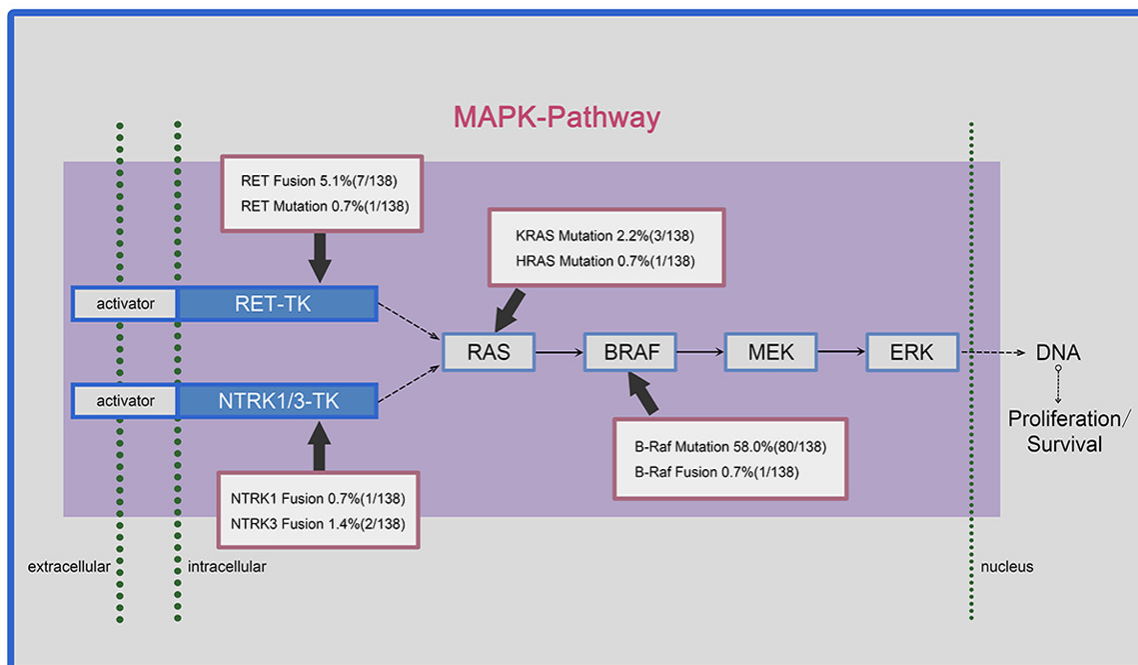 MAPK-Pathway
RET Fusion 5.1%(7/138)
RET Mutation 0.7%(1/138)
KRAS Mutation 2.2%(3/138)
HRAS Mutation 0.7%(1/138)
activator
RET-TK
RAS
BRAF
MEK
ERK
DNA
activator
NTRK1/3-TK
Proliferation/
Survival
B-Raf Mutation 58.0%(80/138)
B-Raf Fusion 0.7%(1/138)
NTRK1 Fusion 0.7%(1/138)
NTRK3 Fusion 1.4%(2/138)
extracellular
intracellular
nucleus